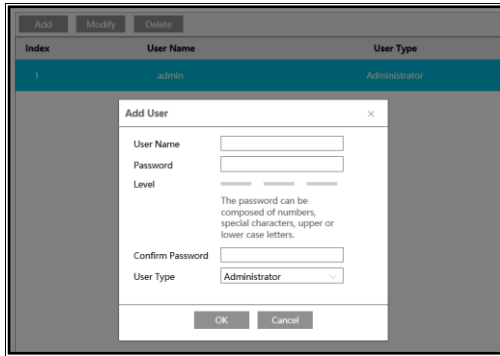 Add Modify Delete
Index User Name User Type
1 admin Administrator
Add User ×
User Name
Password
Level
The password can be
composed of numbers,
special characters, upper or
lower case letters.
Confirm Password
User Type Administrator
OK Cancel